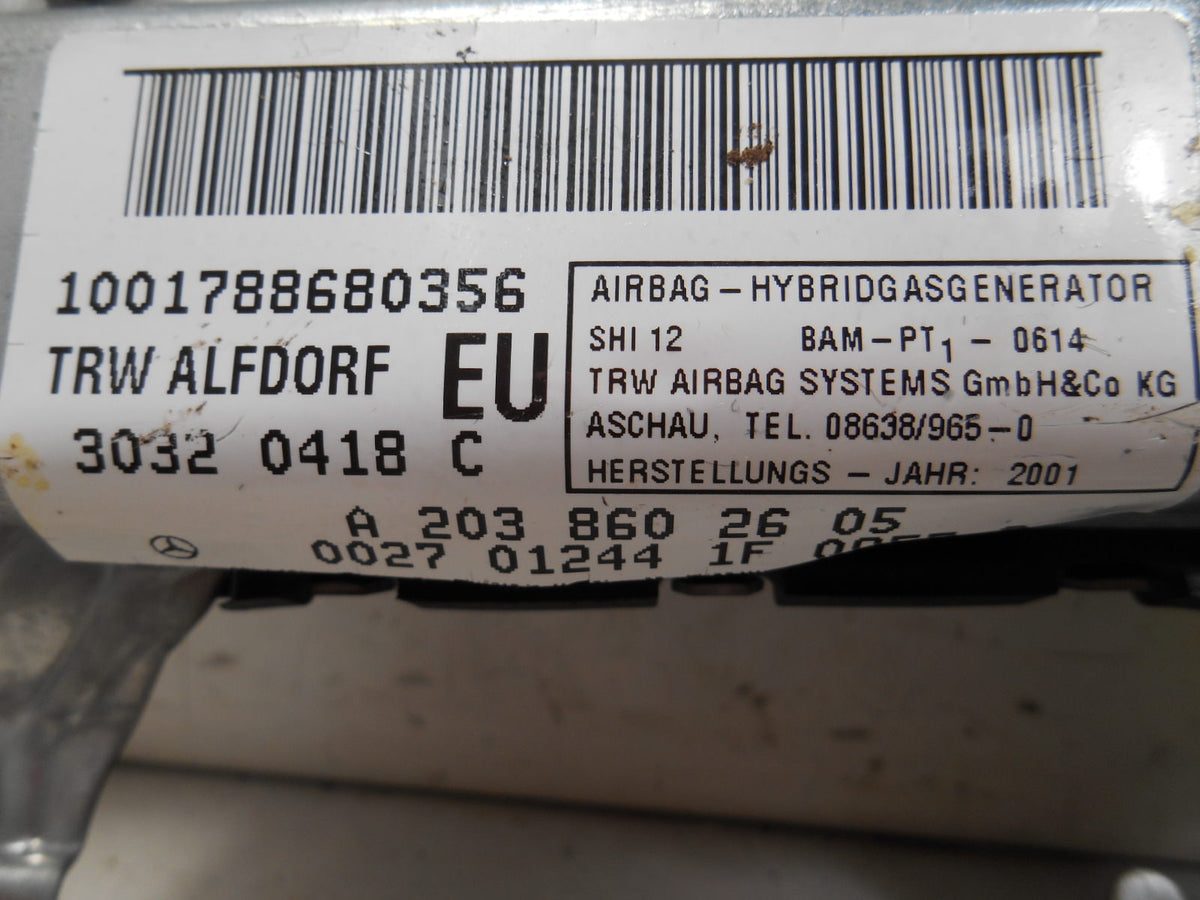 1001788680356
TRW ALFDORF
EU
3032 0418 C
AIRBAG – HYBRIDGASGENERATOR
SHI 12 BAM – PT1 – 0614
TRW AIRBAG SYSTEMS GmbH&Co KG
ASCHAU, TEL. 08638/965-0
HERSTELLUNGS – JAHR: 2001
A 203 860 26 05
0027 01244 1F